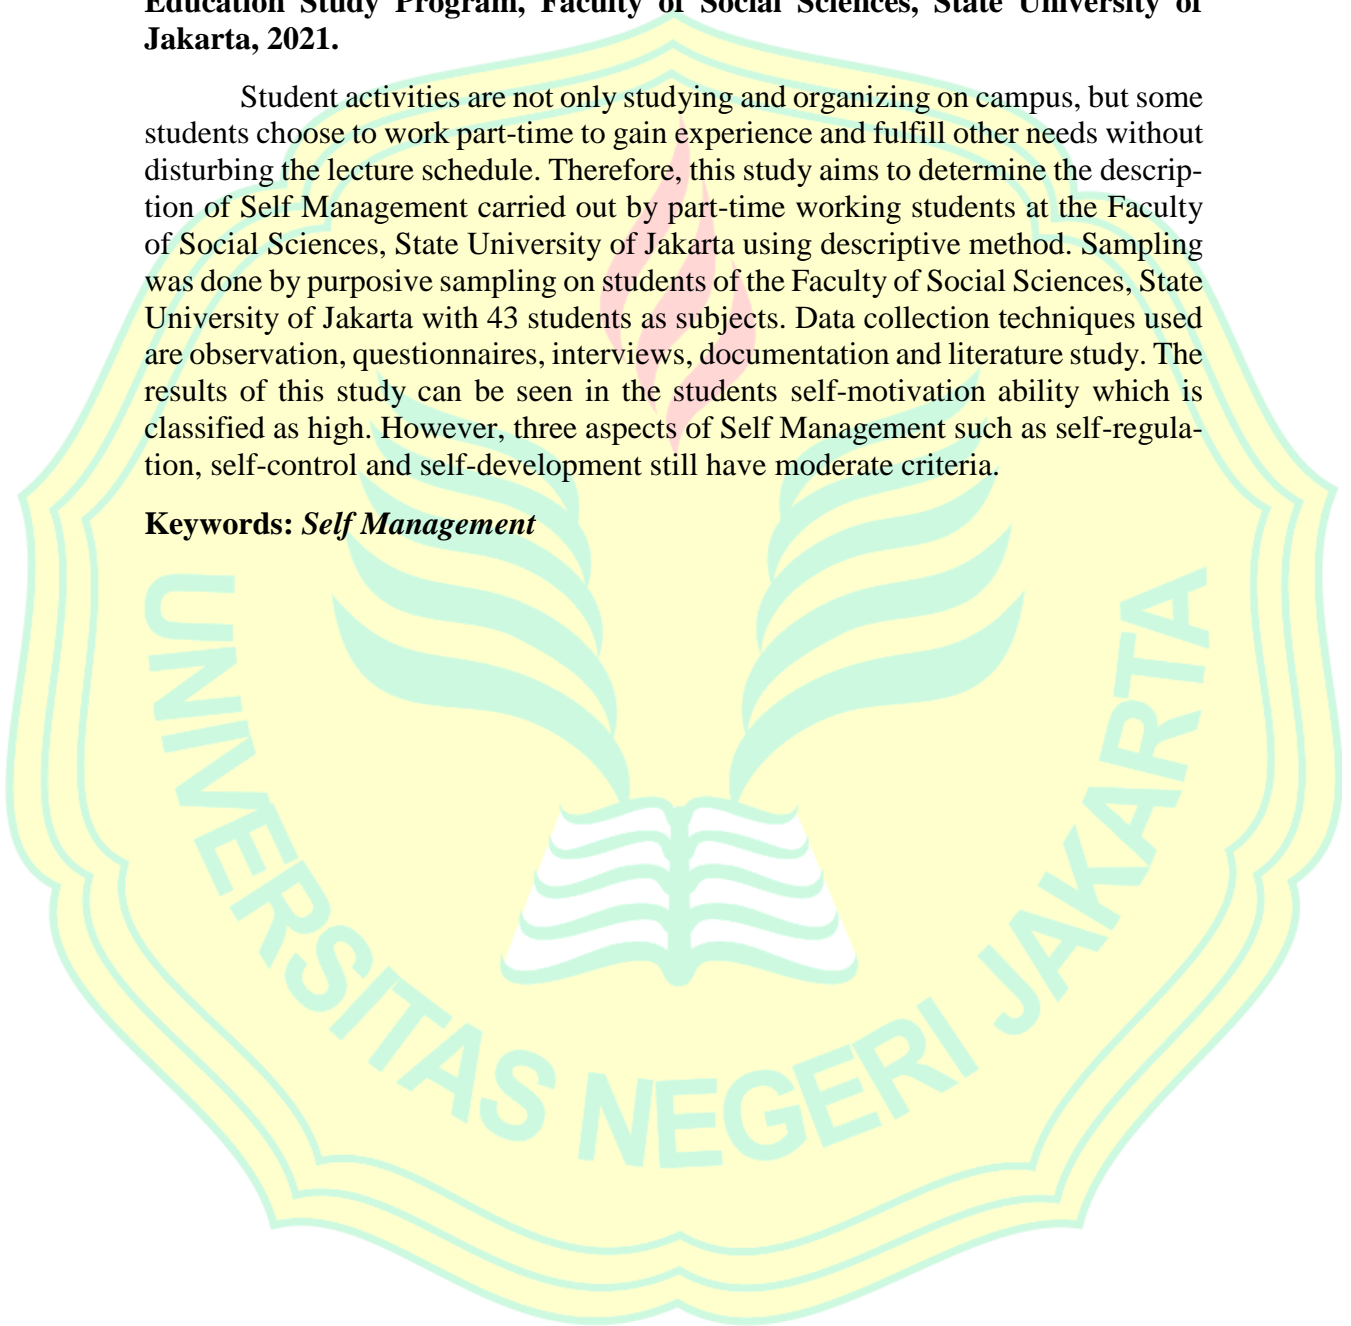 Education Study Program, Faculty of Social Sciences, State University of
Jakarta, 2021.
Student activities are not only studying and organizing on campus, but some
students choose to work part-time to gain experience and fulfill other needs without
disturbing the lecture schedule. Therefore, this study aims to determine the descrip-
tion of Self Management carried out by part-time working students at the Faculty
of Social Sciences, State University of Jakarta using descriptive method. Sampling
was done by purposive sampling on students of the Faculty of Social Sciences, State
University of Jakarta with 43 students as subjects. Data collection techniques used
are observation, questionnaires, interviews, documentation and literature study. The
results of this study can be seen in the students self-motivation ability which is
classified as high. However, three aspects of Self Management such as self-regula-
tion, self-control and self-development still have moderate criteria.
Keywords: Self Management
UNIVERSITAS NEGERI JAKARTA